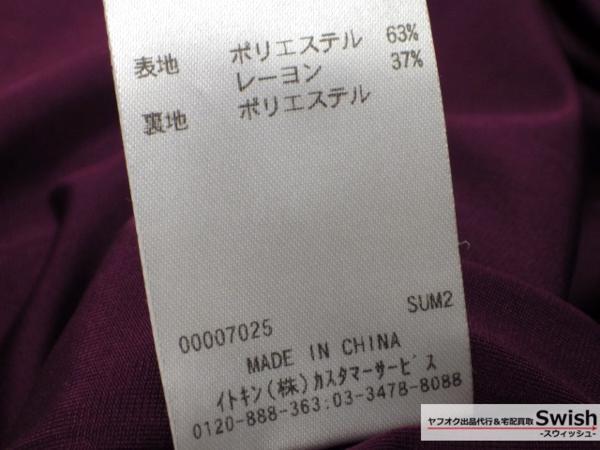 表地 ポリエステル 63%
レーヨン 37%
裏地 ポリエステル
00007025 SUM2
MADE IN CHINA
イトキン(株)カスタマーサービス
0120-888-363:03-3478-8088
ヤフオク出品代行&宅配買取 Swish
-スウィッシュ-